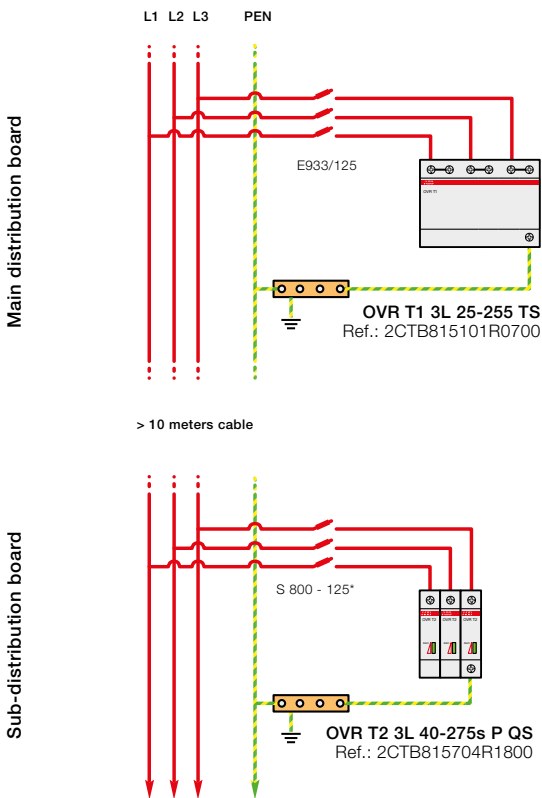 L1 L2 L3 PEN
Main distribution board
E933/125
OVR T1
OVR T1 3L 25-255 TS
Ref.: 2CTB815101R0700
> 10 meters cable
Sub-distribution board
S 800 - 125*
OVR T2 OVR T2 OVR T2
OVR T2 3L 40-275s P QS
Ref.: 2CTB815704R1800